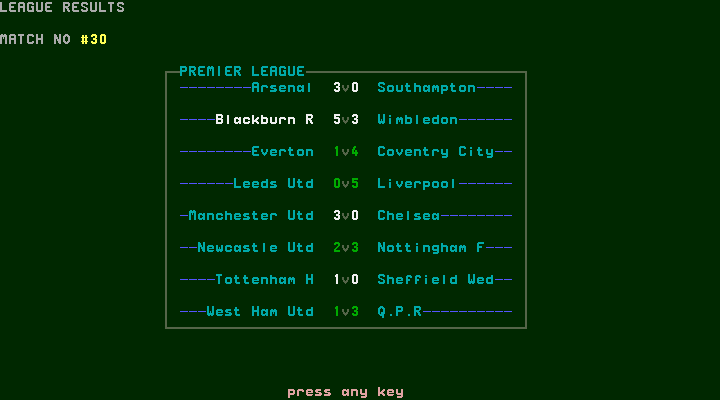 LEAGUE RESULTS
MATCH NO #30
PREMIER LEAGUE
Arsenal 3v0 Southampton
Blackburn R 5v3 Wimbledon
Everton 1v4 Coventry City
Leeds Utd 0v5 Liverpool
Manchester Utd 3v0 Chelsea
Newcastle Utd 2v3 Nottingham F
Tottenham H 1v0 Sheffield Wed
West Ham Utd 1v3 Q.P.R
press any key